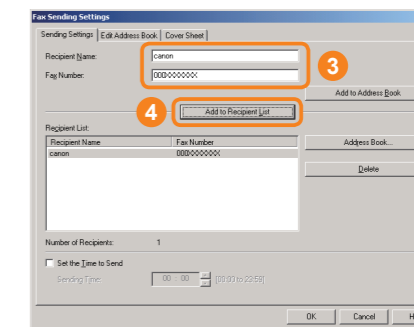 Fax Sending Settings
Sending Settings Edit Address Book Cover Sheet
Recipient Name: canon
Fax Number: 000XXXXXXX
3
Add to Address Book
4 Add to Recipient List
Recipient List:
Recipient Name Fax Number
canon 000XXXXXXX
Address Book...
Delete
Number of Recipients: 1
Set the Time to Send
Sending Time: 00 : 00 [00:00 to 23:59]
OK Cancel H